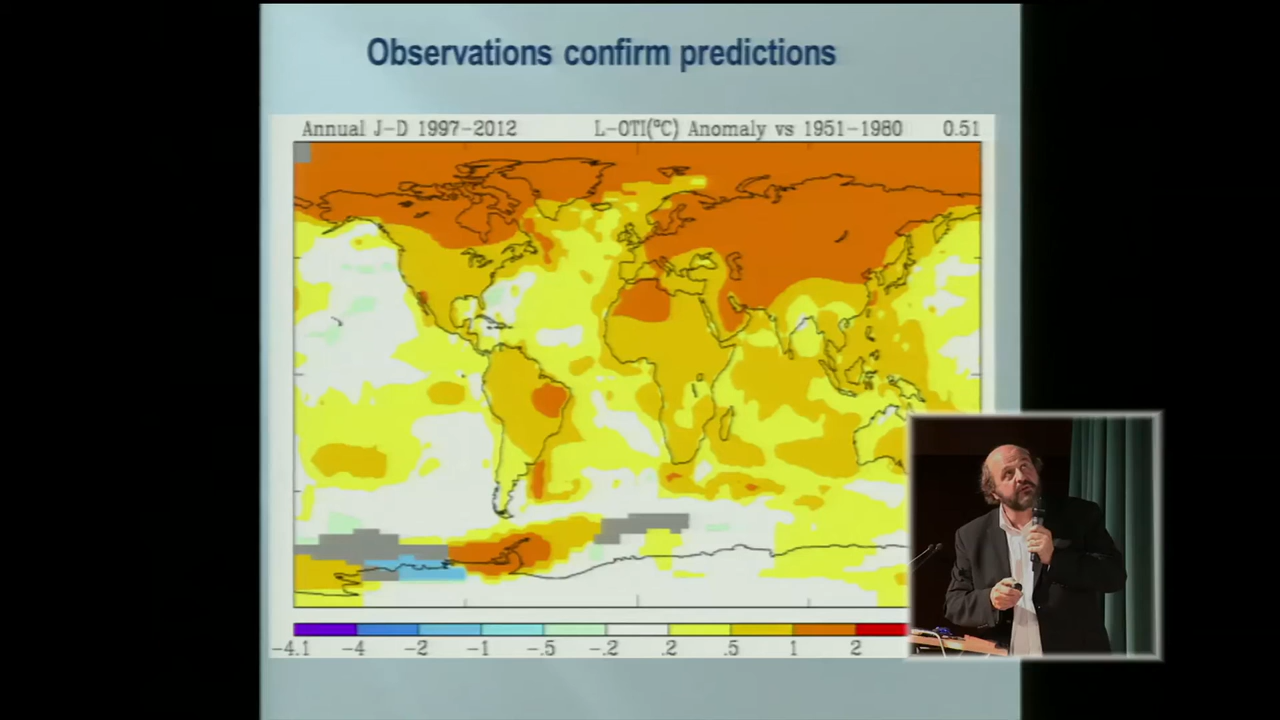 Observations confirm predictions
Annual J-D 1997-2012 L-OTI(°C) Anomaly vs 1951-1980 0.51
-4.1 -4 -2 -1 -.5 -.2 .2 .5 1 2